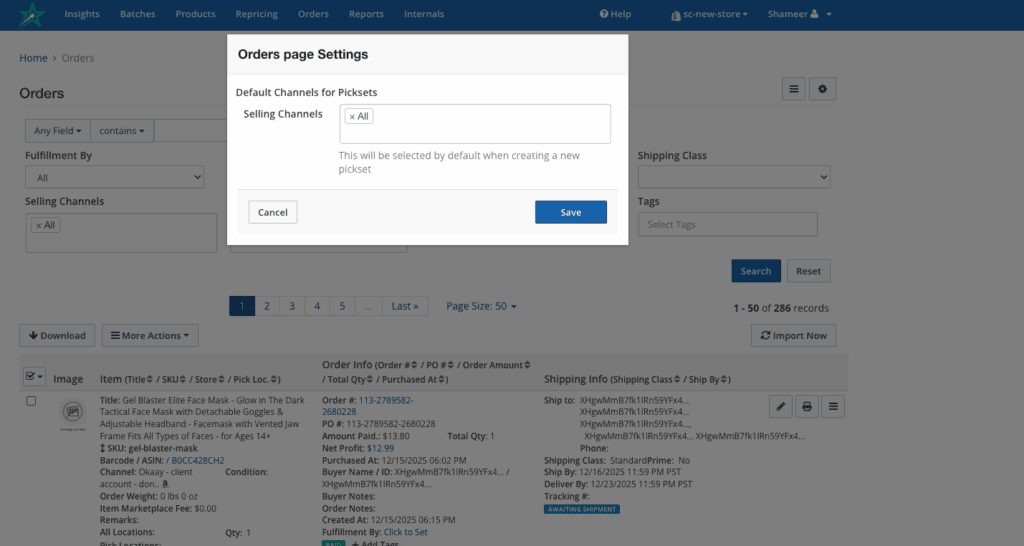 Insights Batches Products Repricing Orders Reports Internals Help sc-new-store Shameer
Home > Orders
Orders
Orders page Settings
Default Channels for Picksets
Selling Channels × All
This will be selected by default when creating a new
pickset
Cancel Save
Any Field contains
Fulfillment By Shipping Class
All
Selling Channels Tags
× All Select Tags
Search Reset
1 2 3 4 5 ... Last » Page Size: 50 1 - 50 of 286 records
Download More Actions Import Now
Image Item (Title / SKU / Store / Pick Loc. )
Order Info (Order # / PO # / Order Amount
/ Total Qty / Purchased At )
Shipping Info (Shipping Class / Ship By )
Title: Gel Blaster Elite Face Mask - Glow in The Dark
Tactical Face Mask with Detachable Goggles &
Adjustable Headband - Facemask with Vented Jaw
Frame Fits All Types of Faces - for Ages 14+
SKU: gel-blaster-mask
Barcode / ASIN: / B0CC428CH2
Channel: Okaay - client Condition:
account - don..
Order Weight: 0 lbs 0 oz
Item Marketplace Fee: $0.00
Remarks:
All Locations: Qty: 1
Pick Locations:
Order #: 113-2789582-
2680228
PO #: 113-2789582-2680228
Amount Paid.: $13.80 Total Qty: 1
Net Profit: $12.99
Purchased At: 12/15/2025 06:02 PM
Buyer Name / ID: XHgwMmB7fk1lRn59YFx4... /
XHgwMmB7fk1lRn59YFx4...
Buyer Notes:
Order Notes:
Created At: 12/15/2025 06:15 PM
Fulfillment By: Click to Set
Add Tags
Ship to: XHgwMmB7fk1lRn59YFx4...
XHgwMmB7fk1lRn59YFx4...
XHgwMmB7fk1lRn59YFx4...,
XHgwMmB7fk1lRn59YFx4... XHgwMmB7fk1lRn59YFx4...
Phone:
Shipping Class: Standard Prime: No
Ship By: 12/16/2025 11:59 PM PST
Deliver By: 12/23/2025 11:59 PM PST
Tracking #:
AWAITING SHIPMENT